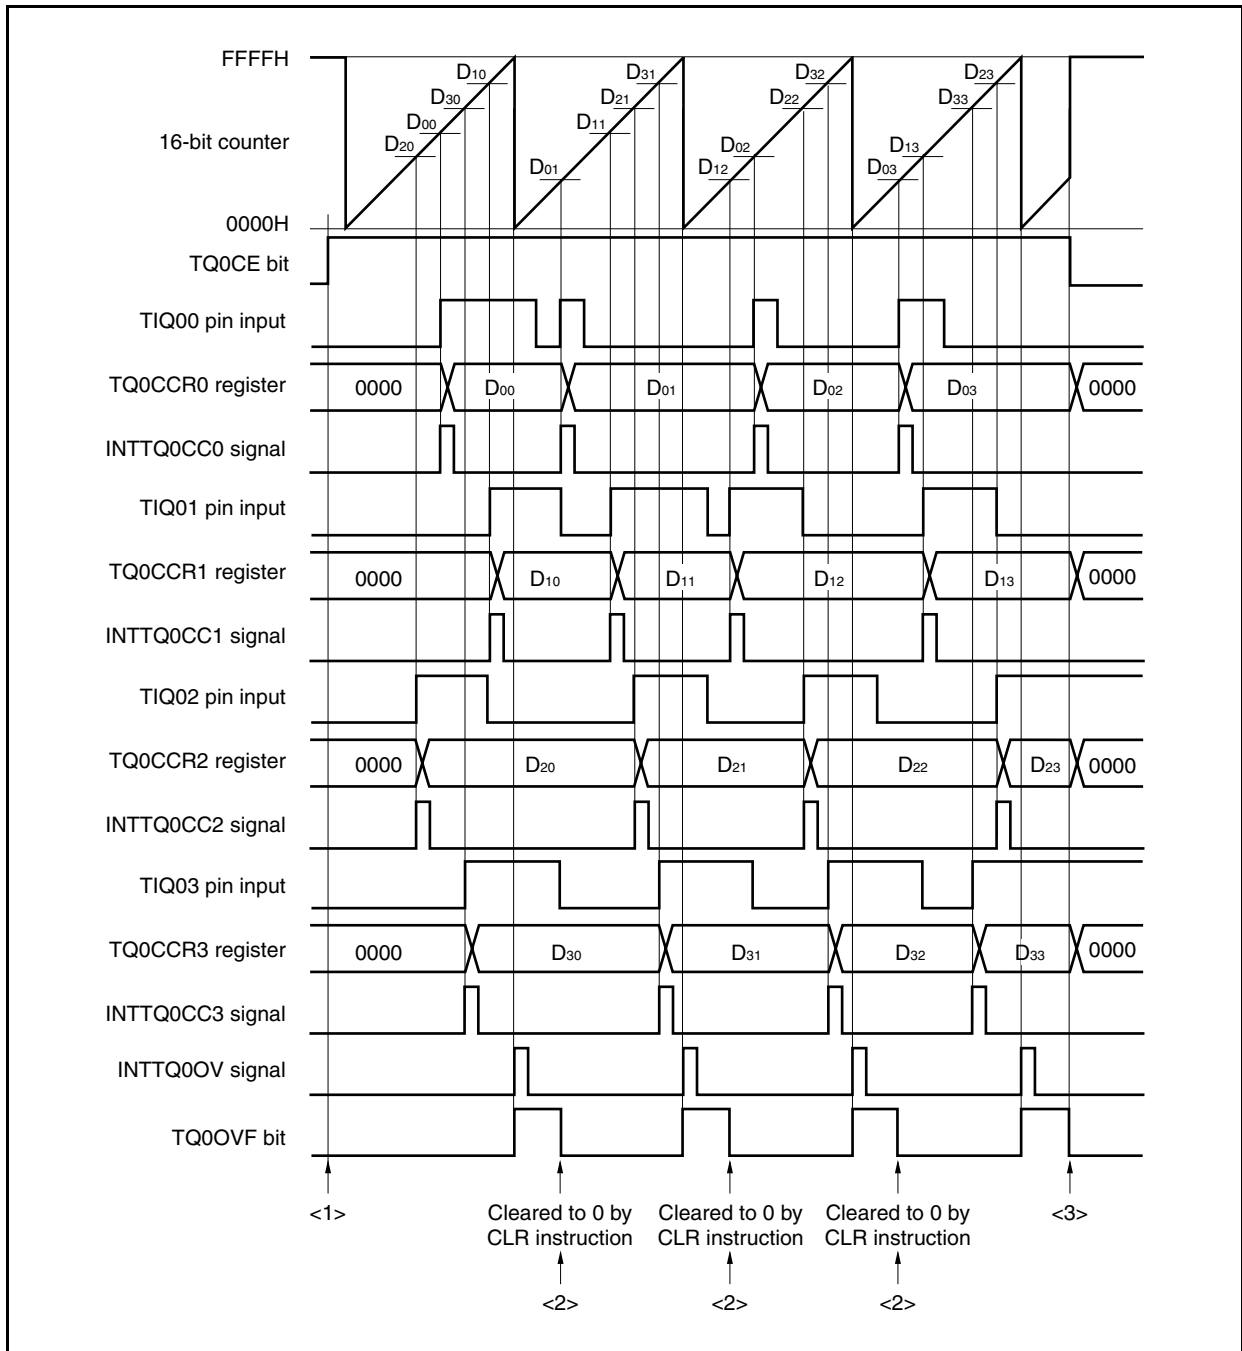 FFFFH
D10
D31
D32
D23
D30
D21
D22
D33
D00
D11
16-bit counter
D20
D02
D13
D01
D12
D03
0000H
TQ0CE bit
TIQ00 pin input
TQ0CCR0 register 0000 D00 D01 D02 D03 0000
INTTQ0CC0 signal
TIQ01 pin input
TQ0CCR1 register 0000 D10 D11 D12 D13 0000
INTTQ0CC1 signal
TIQ02 pin input
TQ0CCR2 register 0000 D20 D21 D22 D23 0000
INTTQ0CC2 signal
TIQ03 pin input
TQ0CCR3 register 0000 D30 D31 D32 D33 0000
INTTQ0CC3 signal
INTTQ0OV signal
TQ0OVF bit
<1>
Cleared to 0 by
CLR instruction
<2>
Cleared to 0 by
CLR instruction
<2>
Cleared to 0 by
CLR instruction
<2>
<3>